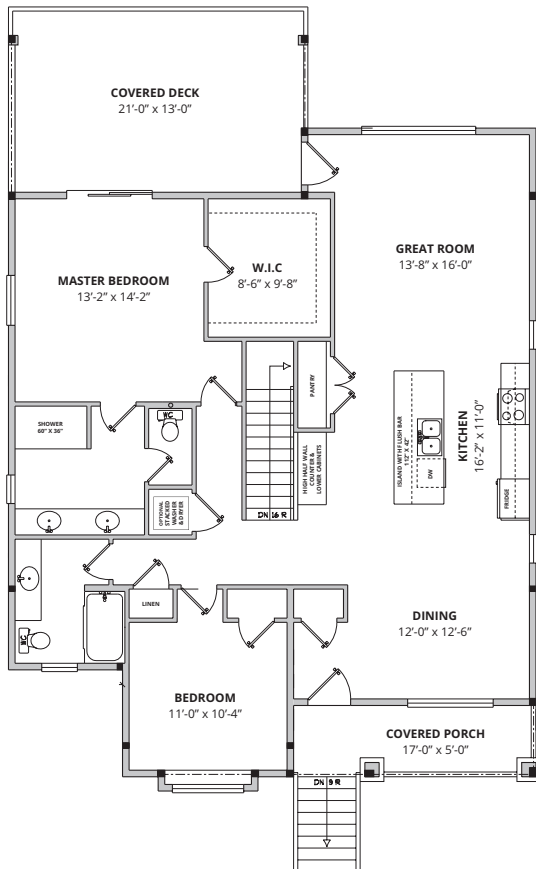 COVERED DECK
21'-0" x 13'-0"
GREAT ROOM
13'-8" x 16'-0"
W.I.C
8'-6" x 9'-8"
MASTER BEDROOM
13'-2" x 14'-2"
PANTRY
WC
SHOWER
60" X 36"
ISLAND WITH FLUSH BAR
112" X 42"
DW
KITCHEN
16'-2" x 11'-0"
HIGH HALF WALL
COUNTER &
LOWER CABINETS
FRIDGE
OPTIONAL
STACKED
WASHER
& DRYER
DN 16 R
LINEN
DINING
12'-0" x 12'-6"
WC
BEDROOM
11'-0" x 10'-4"
COVERED PORCH
17'-0" x 5'-0"
DN 9 R